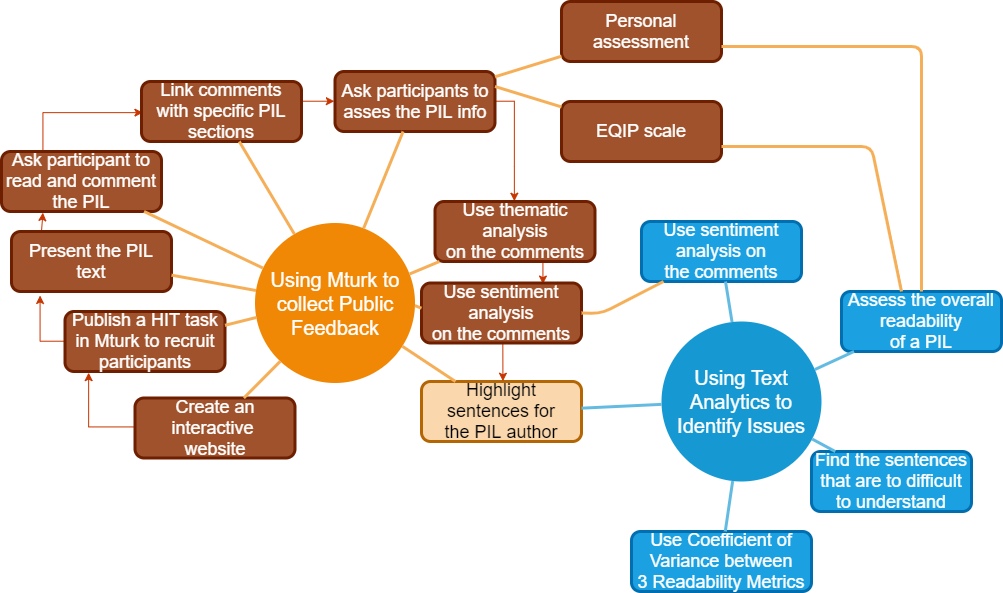 Personal
assessment
Link comments
with specific PIL
sections
Ask participants to
asses the PIL info
EQIP scale
Ask participant to
read and comment
the PIL
Use thematic
analysis
on the comments
Use sentiment
analysis on
the comments
Present the PIL
text
Using Mturk to
collect Public
Feedback
Use sentiment
analysis
on the comments
Assess the overall
readability
of a PIL
Publish a HIT task
in Mturk to recruit
participants
Using Text
Analytics to
Identify Issues
Highlight
sentences for
the PIL author
Create an
interactive
website
Find the sentences
that are to difficult
to understand
Use Coefficient of
Variance between
3 Readability Metrics